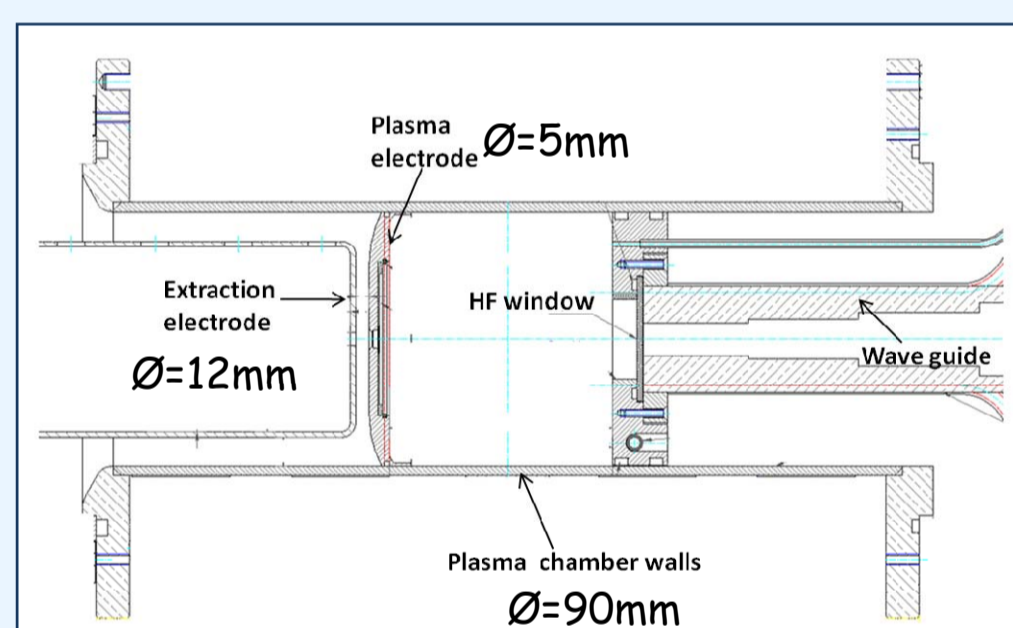 Plasma
electrode Ø=5mm
Extraction
electrode
Ø=12mm
HF window
Wave guide
Plasma chamber walls
Ø=90mm